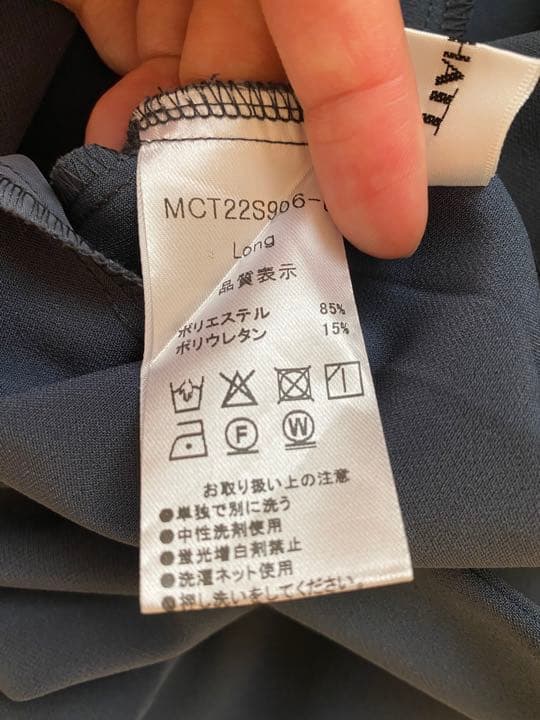 MCT22S906-
Long
品質表示
ポリエステル 85%
ポリウレタン 15%
F W
お取り扱い上の注意
●単独で別に洗う
●中性洗剤使用
●蛍光増白剤禁止
●洗濯ネット使用
●押し洗いをしてください。